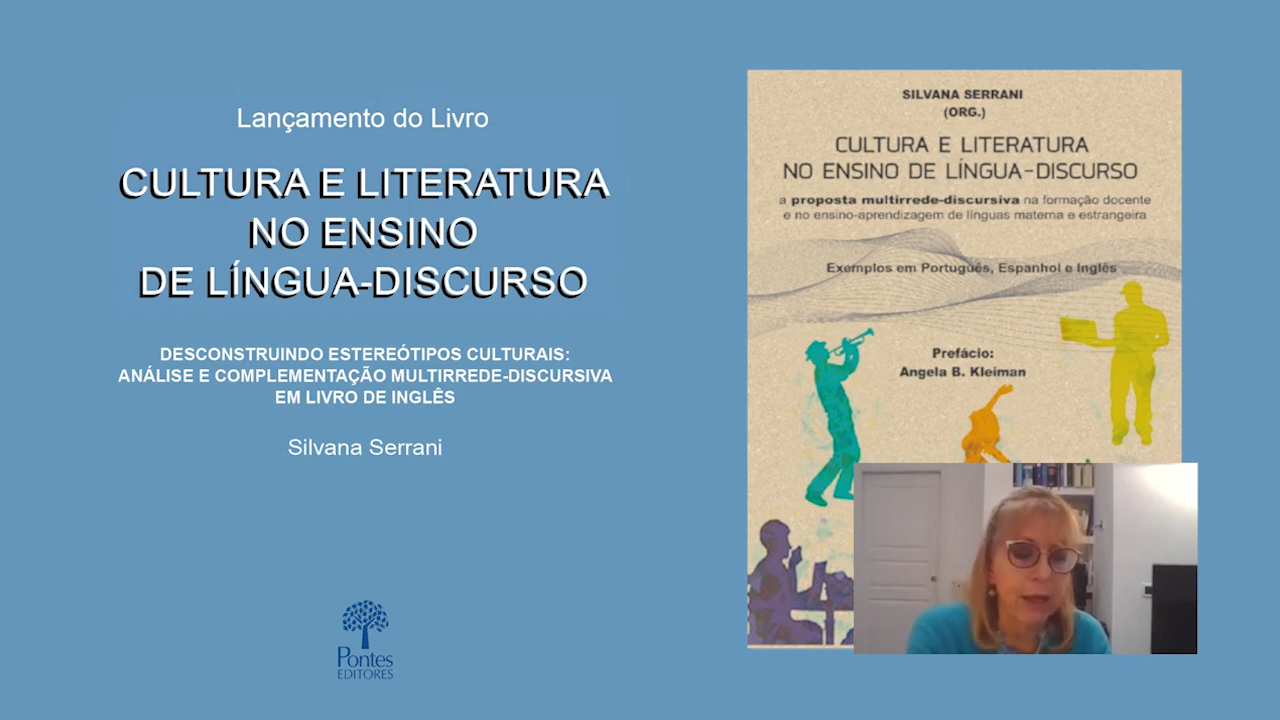 Lançamento do Livro
CULTURA E LITERATURA
NO ENSINO
DE LÍNGUA-DISCURSO
DESCONSTRUINDO ESTEREÓTIPOS CULTURAIS:
ANÁLISE E COMPLEMENTAÇÃO MULTIRREDE-DISCURSIVA
EM LIVRO DE INGLÊS
Silvana Serrani
Pontes
EDITORES
SILVANA SERRANI
(ORG.)
CULTURA E LITERATURA
NO ENSINO DE LÍNGUA-DISCURSO
a proposta multirrede-discursiva na formação docente
e no ensino-aprendizagem de línguas materna e estrangeira
Exemplos em Português, Espanhol e Inglês
Prefácio:
Angela B. Kleiman